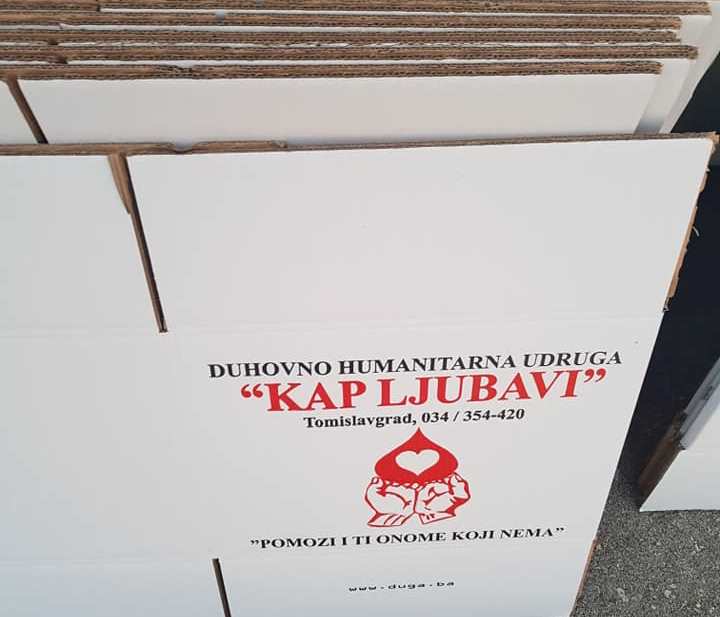 DUHOVNO HUMANITARNA UDRUGA
“KAP LJUBAVI”
Tomislavgrad, 034 / 354-420
”POMOZI I TI ONOME KOJI NEMA”
www.duga.ba